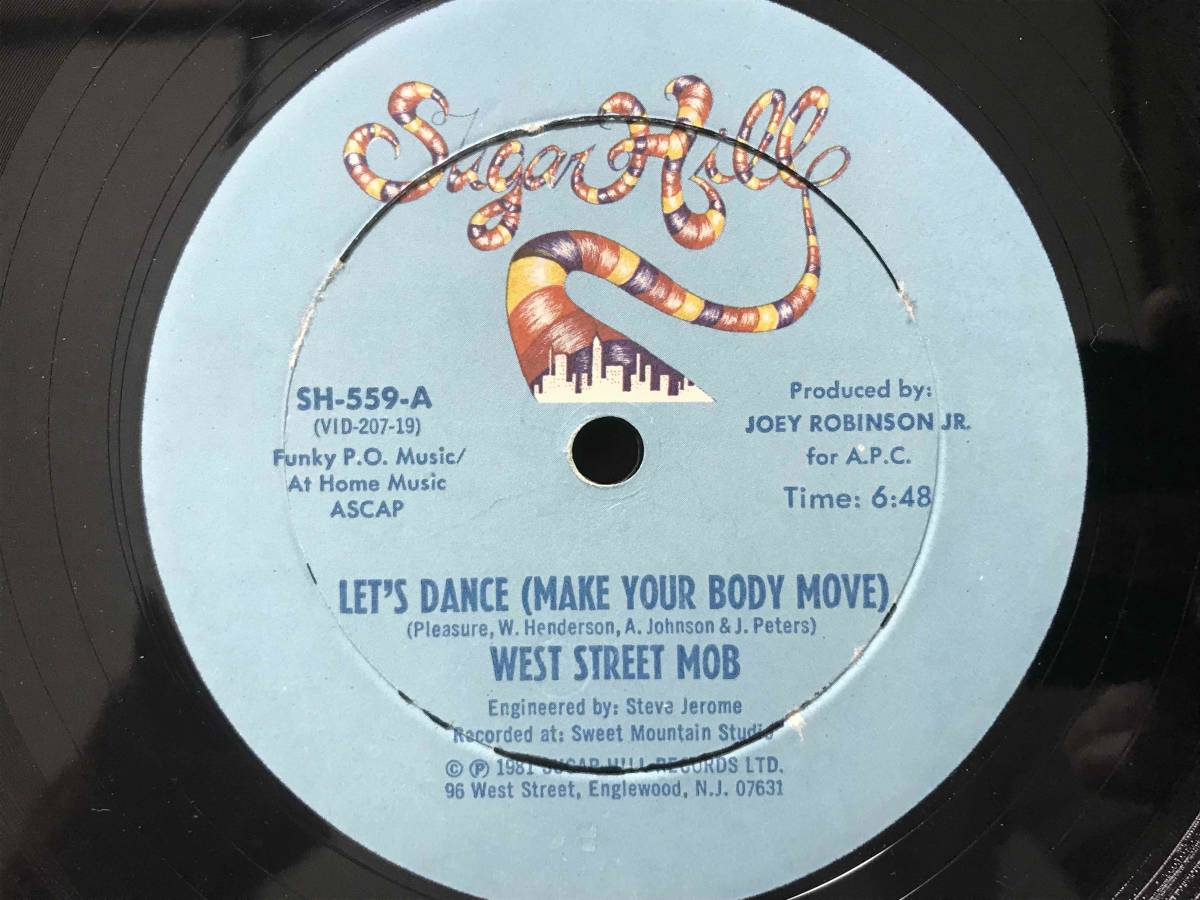 Sugar Hill
SH-559-A
(VID-207-19)
Funky P.O. Music/
At Home Music
ASCAP
Produced by:
JOEY ROBINSON JR.
for A.P.C.
Time: 6:48
LET'S DANCE (MAKE YOUR BODY MOVE)
(Pleasure, W. Henderson, A. Johnson & J. Peters)
WEST STREET MOB
Engineered by: Steve Jerome
Recorded at: Sweet Mountain Studio
© ℗ 1981 SUGAR HILL RECORDS LTD.
96 West Street, Englewood, N.J. 07631